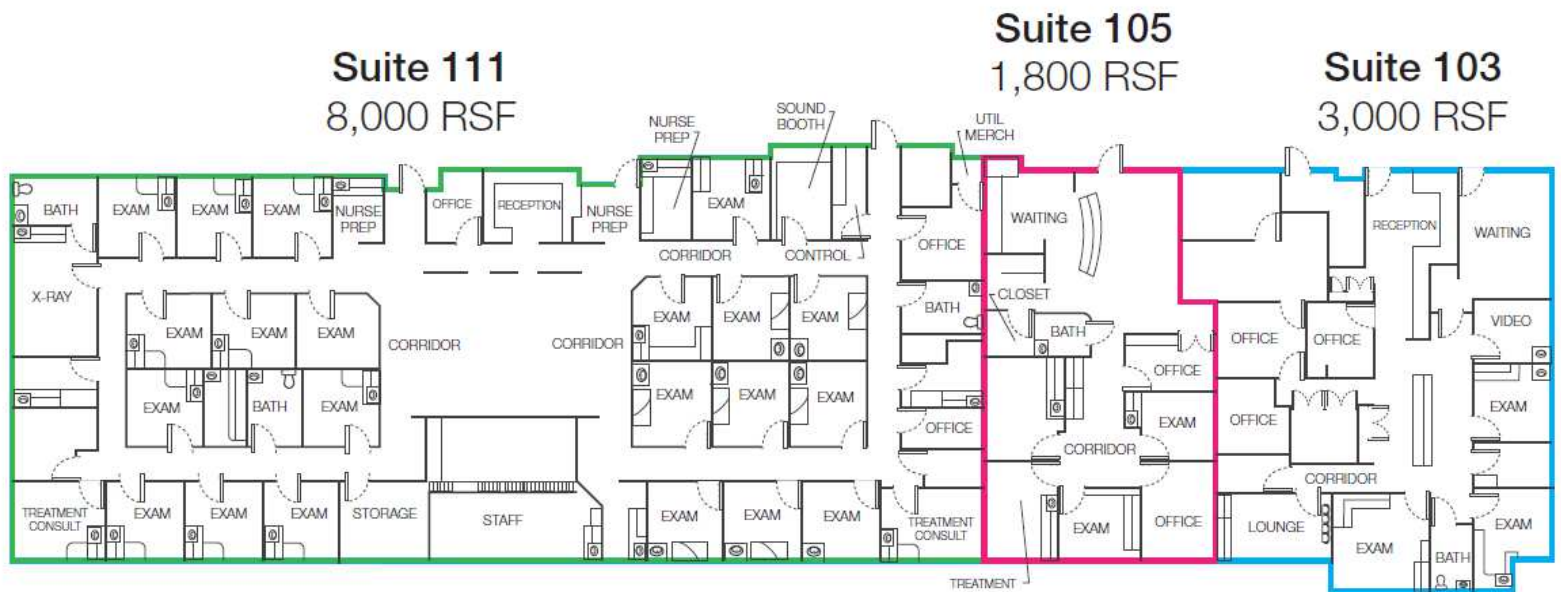 Suite 111
8,000 RSF
Suite 105
1,800 RSF
Suite 103
3,000 RSF
NURSE
PREP
SOUND
BOOTH
UTIL
MERCH
BATH
EXAM
EXAM
EXAM
NURSE
PREP
OFFICE
RECEPTION
NURSE
PREP
EXAM
CORRIDOR
CONTROL
OFFICE
WAITING
RECEPTION
WAITING
X-RAY
EXAM
EXAM
EXAM
CORRIDOR
CORRIDOR
EXAM
EXAM
EXAM
BATH
CLOSET
BATH
OFFICE
OFFICE
OFFICE
VIDEO
EXAM
BATH
EXAM
EXAM
EXAM
EXAM
OFFICE
CORRIDOR
EXAM
OFFICE
EXAM
CORRIDOR
TREATMENT
CONSULT
EXAM
EXAM
EXAM
STORAGE
STAFF
EXAM
EXAM
EXAM
TREATMENT
CONSULT
EXAM
OFFICE
LOUNGE
EXAM
BATH
EXAM
TREATMENT